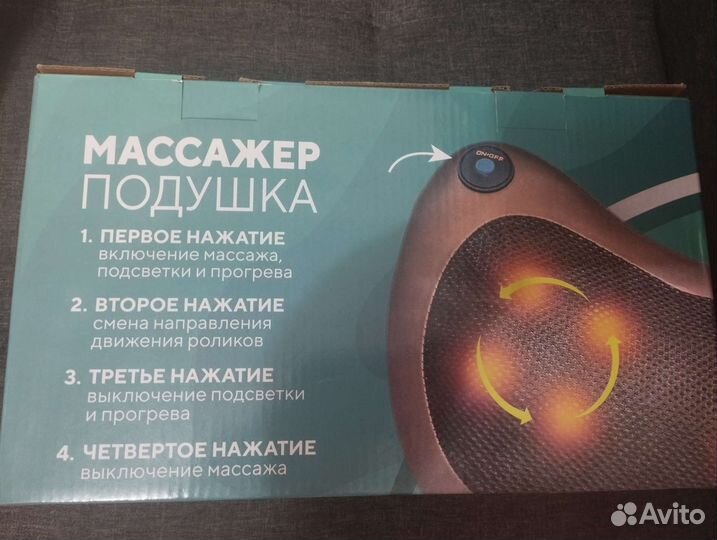 МАССАЖЕР
ПОДУШКА
1. ПЕРВОЕ НАЖАТИЕ
включение массажа,
подсветки и прогрева
2. ВТОРОЕ НАЖАТИЕ
смена направления
движения роликов
3. ТРЕТЬЕ НАЖАТИЕ
выключение подсветки
и прогрева
4. ЧЕТВЕРТОЕ НАЖАТИЕ
выключение массажа
ON•OFF
Avito